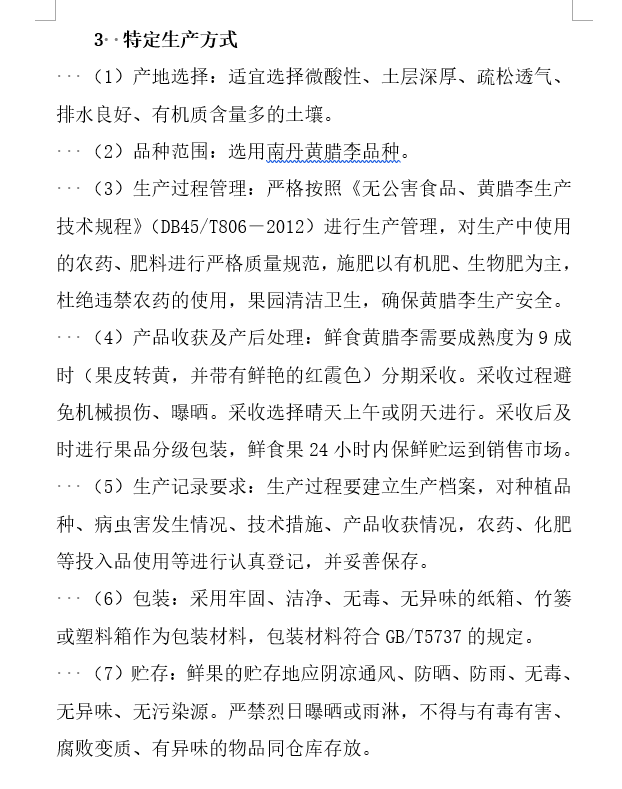 3 特定生产方式
（1）产地选择：适宜选择微酸性、土层深厚、疏松透气、
排水良好、有机质含量多的土壤。
（2）品种范围：选用南丹黄腊李品种。
（3）生产过程管理：严格按照《无公害食品、黄腊李生产
技术规程》（DB45/T806－2012）进行生产管理，对生产中使用
的农药、肥料进行严格质量规范，施肥以有机肥、生物肥为主，
杜绝违禁农药的使用，果园清洁卫生，确保黄腊李生产安全。
（4）产品收获及产后处理：鲜食黄腊李需要成熟度为 9 成
时（果皮转黄，并带有鲜艳的红霞色）分期采收。采收过程避
免机械损伤、曝晒。采收选择晴天上午或阴天进行。采收后及
时进行果品分级包装，鲜食果 24 小时内保鲜贮运到销售市场。
（5）生产记录要求：生产过程要建立生产档案，对种植品
种、病虫害发生情况、技术措施、产品收获情况，农药、化肥
等投入品使用等进行认真登记，并妥善保存。
（6）包装：采用牢固、洁净、无毒、无异味的纸箱、竹篓
或塑料箱作为包装材料，包装材料符合 GB/T5737 的规定。
（7）贮存：鲜果的贮存地应阴凉通风、防晒、防雨、无毒、
无异味、无污染源。严禁烈日曝晒或雨淋，不得与有毒有害、
腐败变质、有异味的物品同仓库存放。